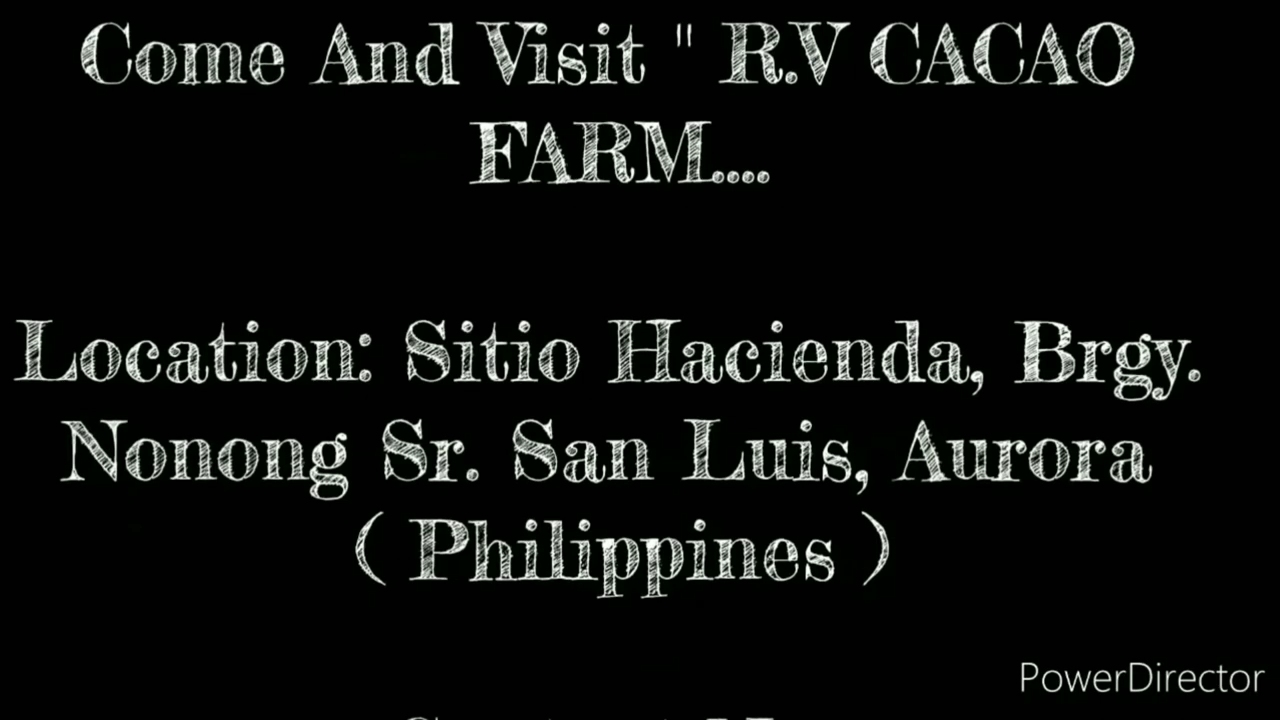 Come And Visit " R.V CACAO
FARM....
Location: Sitio Hacienda, Brgy.
Nonong Sr. San Luis, Aurora
( Philippines )
PowerDirector